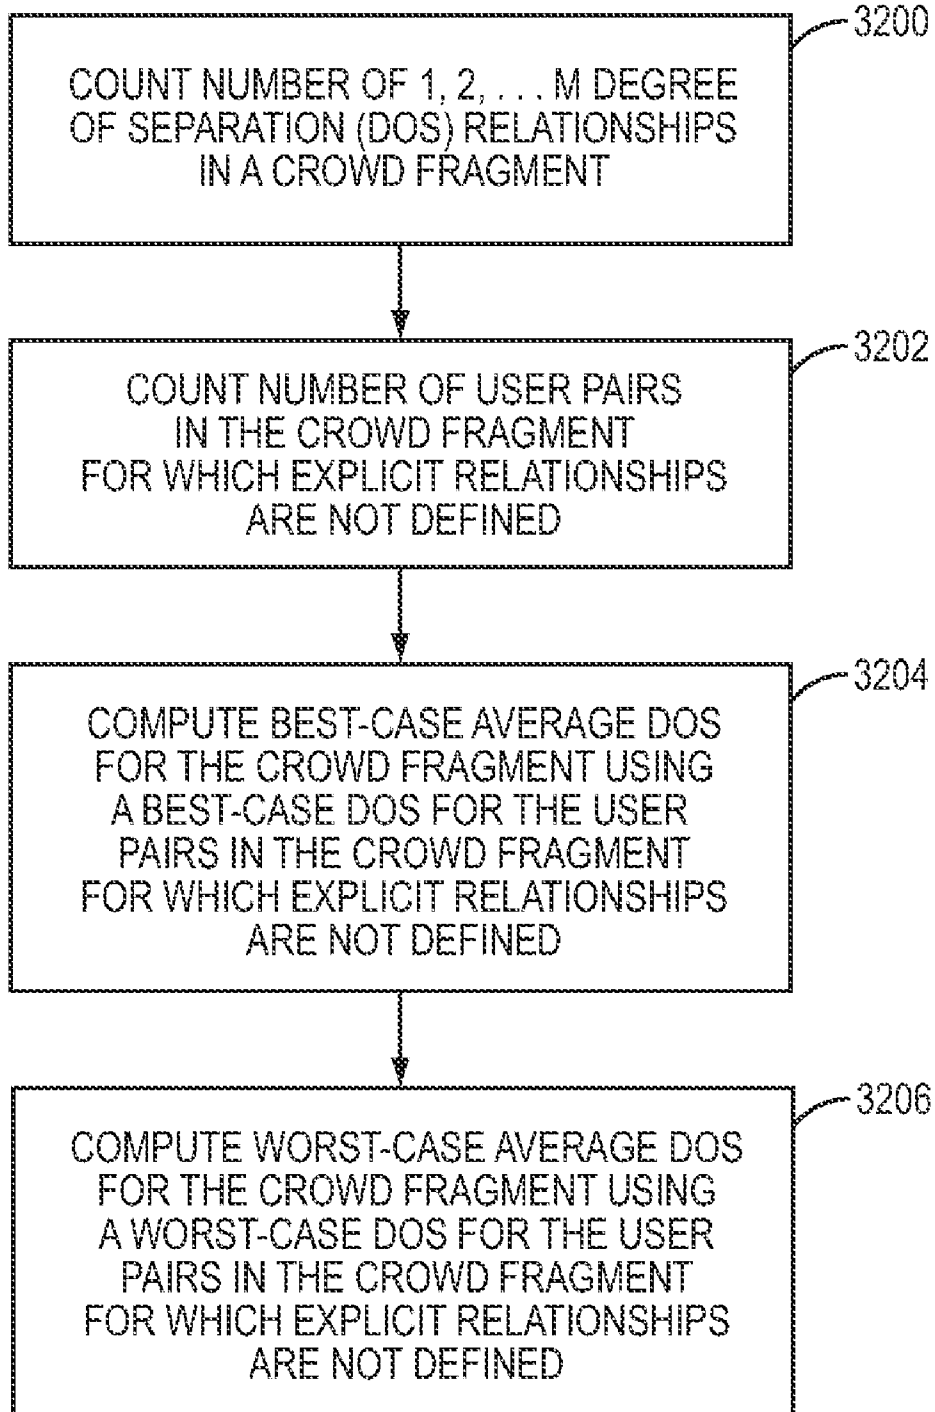 3200
COUNT NUMBER OF 1, 2, . . . M DEGREE
OF SEPARATION (DOS) RELATIONSHIPS
IN A CROWD FRAGMENT
3202
COUNT NUMBER OF USER PAIRS
IN THE CROWD FRAGMENT
FOR WHICH EXPLICIT RELATIONSHIPS
ARE NOT DEFINED
3204
COMPUTE BEST-CASE AVERAGE DOS
FOR THE CROWD FRAGMENT USING
A BEST-CASE DOS FOR THE USER
PAIRS IN THE CROWD FRAGMENT
FOR WHICH EXPLICIT RELATIONSHIPS
ARE NOT DEFINED
3206
COMPUTE WORST-CASE AVERAGE DOS
FOR THE CROWD FRAGMENT USING
A WORST-CASE DOS FOR THE USER
PAIRS IN THE CROWD FRAGMENT
FOR WHICH EXPLICIT RELATIONSHIPS
ARE NOT DEFINED